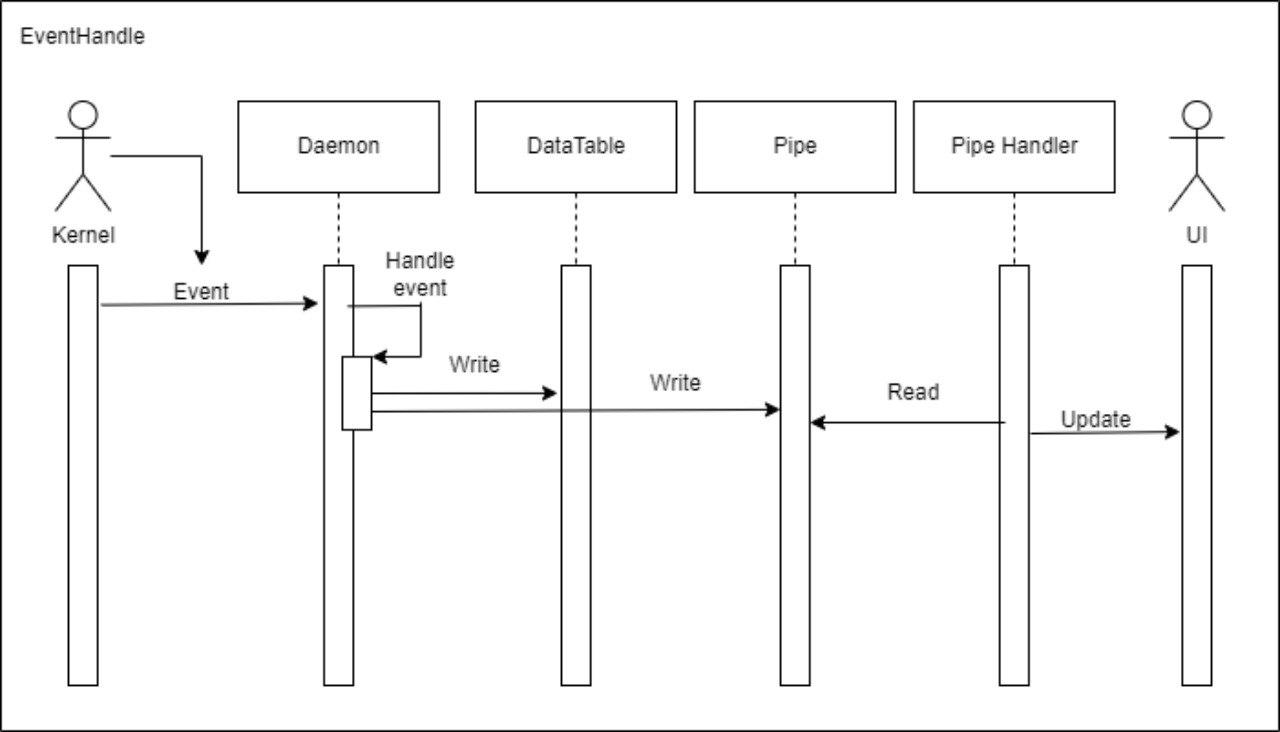 EventHandle
Daemon
DataTable
Pipe
Pipe Handler
Kernel
UI
Handle
event
Event
Write
Write
Read
Update